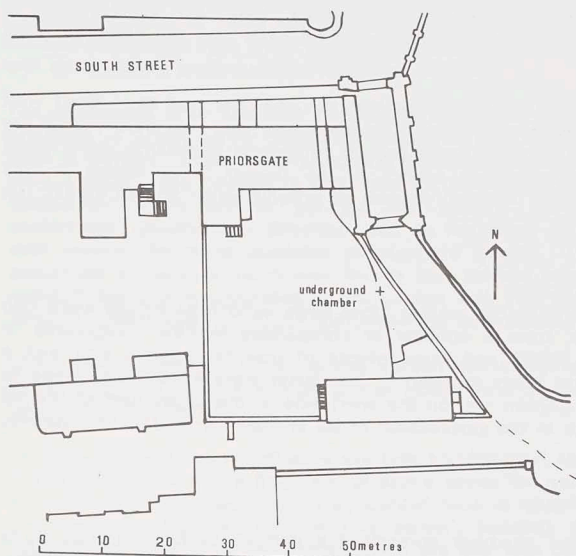 SOUTH STREET
PRIORSGATE
N
underground
chamber
0 10 20 30 40 50metres